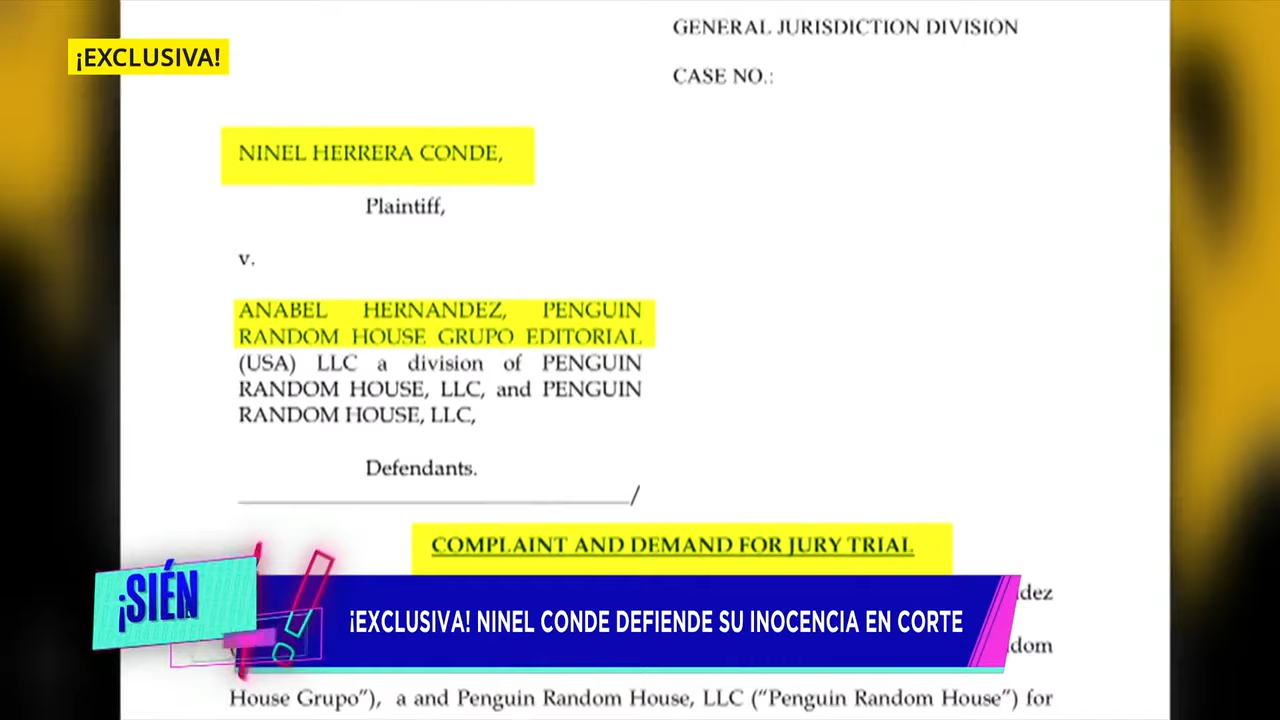 GENERAL JURISDICTION DIVISION
¡EXCLUSIVA!
CASE NO.:
NINEL HERRERA CONDE,
Plaintiff,
v.
ANABEL HERNANDEZ, PENGUIN
RANDOM HOUSE GRUPO EDITORIAL
(USA) LLC a division of PENGUIN
RANDOM HOUSE, LLC, and PENGUIN
RANDOM HOUSE, LLC,
Defendants.
/
COMPLAINT AND DEMAND FOR JURY TRIAL
¡SIÉN
¡EXCLUSIVA! NINEL CONDE DEFIENDE SU INOCENCIA EN CORTE
House Grupo"), a and Penguin Random House, LLC ("Penguin Random House") for